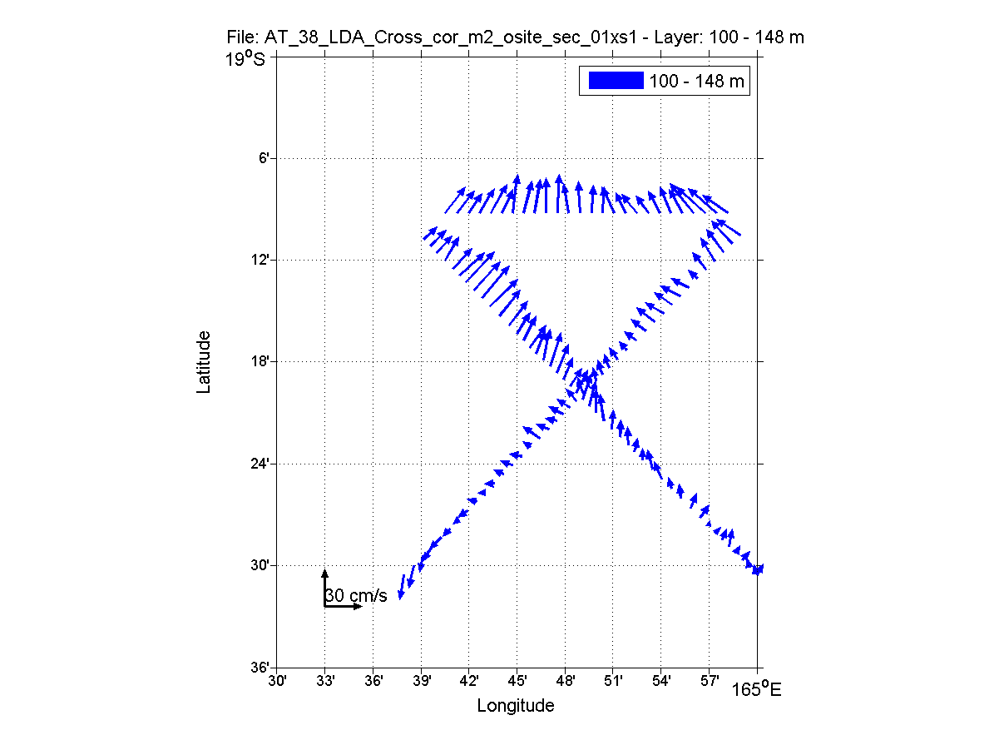 File: AT_38_LDA_Cross_cor_m2_osite_sec_01xs1 - Layer: 100 - 148 m
19°S
100 - 148 m
6'
12'
18'
24'
30'
36'
Latitude
30 cm/s
30' 33' 36' 39' 42' 45' 48' 51' 54' 57' 165°E
Longitude